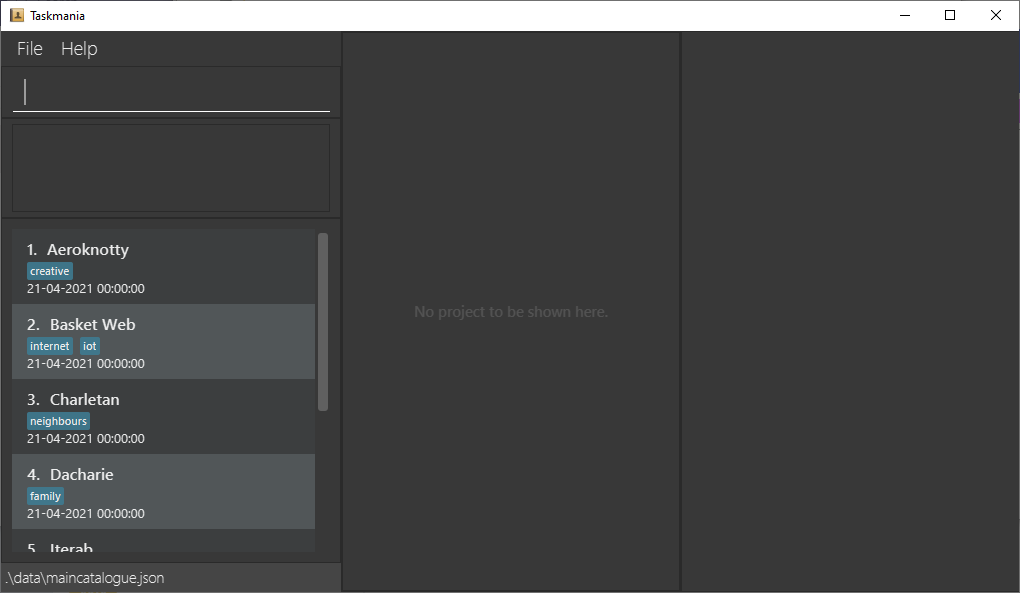 Taskmania
File Help
1. Aeroknotty
creative
21-04-2021 00:00:00
2. Basket Web
internet iot
21-04-2021 00:00:00
3. Charletan
neighbours
21-04-2021 00:00:00
4. Dacharie
family
21-04-2021 00:00:00
5. Iterab
No project to be shown here.
.\data\maincatalogue.json